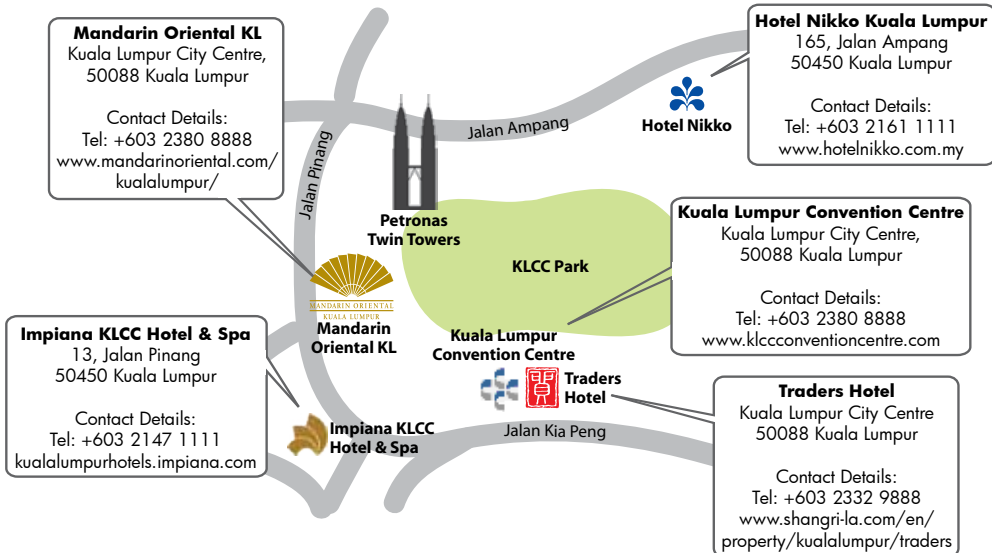 Mandarin Oriental KL
Kuala Lumpur City Centre,
50088 Kuala Lumpur
Contact Details:
Tel: +603 2380 8888
www.mandarinoriental.com/
kualalumpur/
Hotel Nikko Kuala Lumpur
165, Jalan Ampang
50450 Kuala Lumpur
Contact Details:
Tel: +603 2161 1111
www.hotelnikko.com.my
Jalan Pinang
Jalan Ampang
Hotel Nikko
Petronas
Twin Towers
KLCC Park
Kuala Lumpur Convention Centre
Kuala Lumpur City Centre,
50088 Kuala Lumpur
Contact Details:
Tel: +603 2380 8888
www.klccconventioncentre.com
MANDARIN ORIENTAL
KUALA LUMPUR
Mandarin
Oriental KL
Kuala Lumpur
Convention Centre
Impiana KLCC Hotel & Spa
13, Jalan Pinang
50450 Kuala Lumpur
Contact Details:
Tel: +603 2147 1111
kualalumpurhotels.impiana.com
Impiana KLCC
Hotel & Spa
Traders
Hotel
Jalan Kia Peng
Traders Hotel
Kuala Lumpur City Centre
50088 Kuala Lumpur
Contact Details:
Tel: +603 2332 9888
www.shangri-la.com/en/
property/kualalumpur/traders